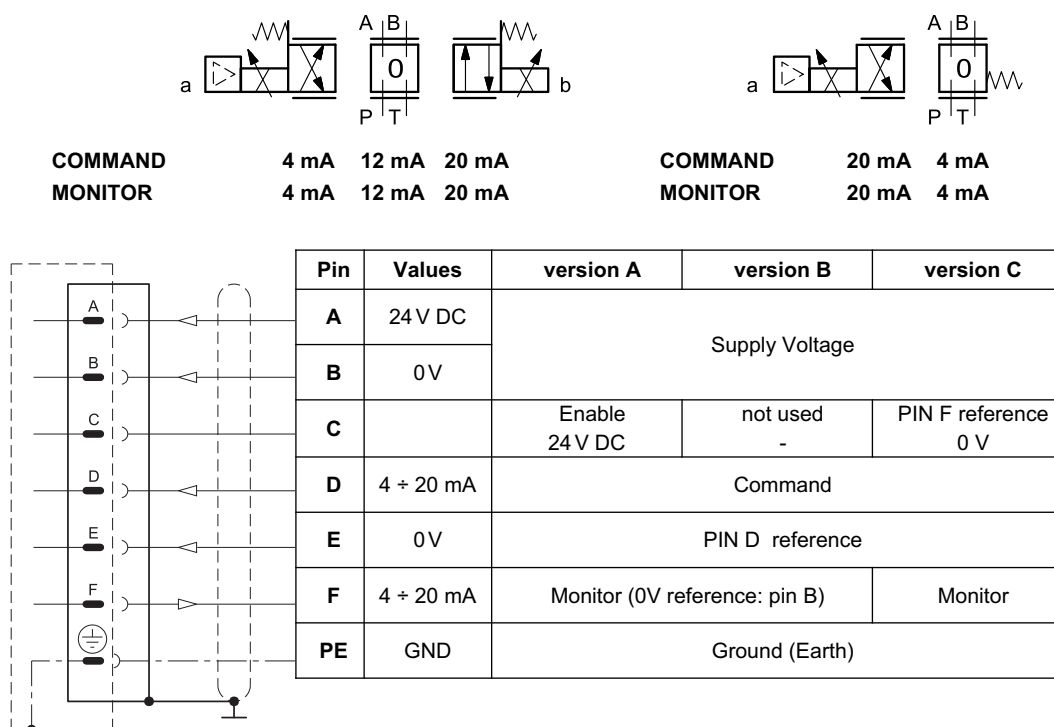 A B
a 0 b
P T
A B
a 0
P T
COMMAND 4 mA 12 mA 20 mA
MONITOR 4 mA 12 mA 20 mA
COMMAND 20 mA 4 mA
MONITOR 20 mA 4 mA
Pin Values version A version B version C
A A 24 V DC Supply Voltage
B B 0 V
C C Enable 24 V DC not used - PIN F reference 0 V
D D 4 ÷ 20 mA Command
E E 0 V PIN D reference
F F 4 ÷ 20 mA Monitor (0V reference: pin B) Monitor
PE GND Ground (Earth)